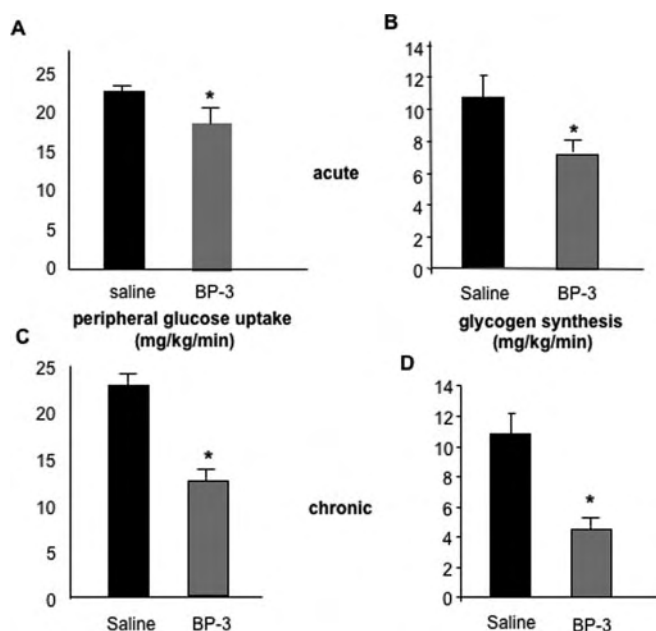 A
25
20
15
10
5
0
saline BP-3
*
B
14
12
10
8
6
4
2
0
Saline BP-3
*
acute
peripheral glucose uptake
(mg/kg/min)
glycogen synthesis
(mg/kg/min)
C
25
20
15
10
5
0
Saline BP-3
*
chronic
D
14
12
10
8
6
4
2
0
Saline BP-3
*